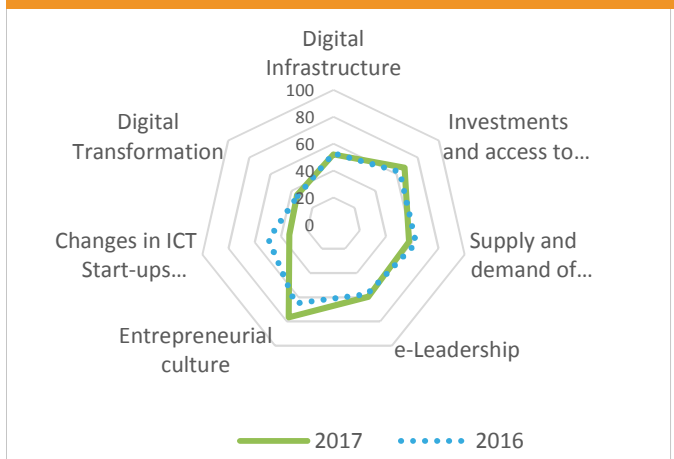 Digital
Infrastructure
100
80
60
40
20
0
Investments
and access to...
Supply and
demand of...
e-Leadership
Entrepreneurial
culture
Changes in ICT
Start-ups...
Digital
Transformation
2017
2016